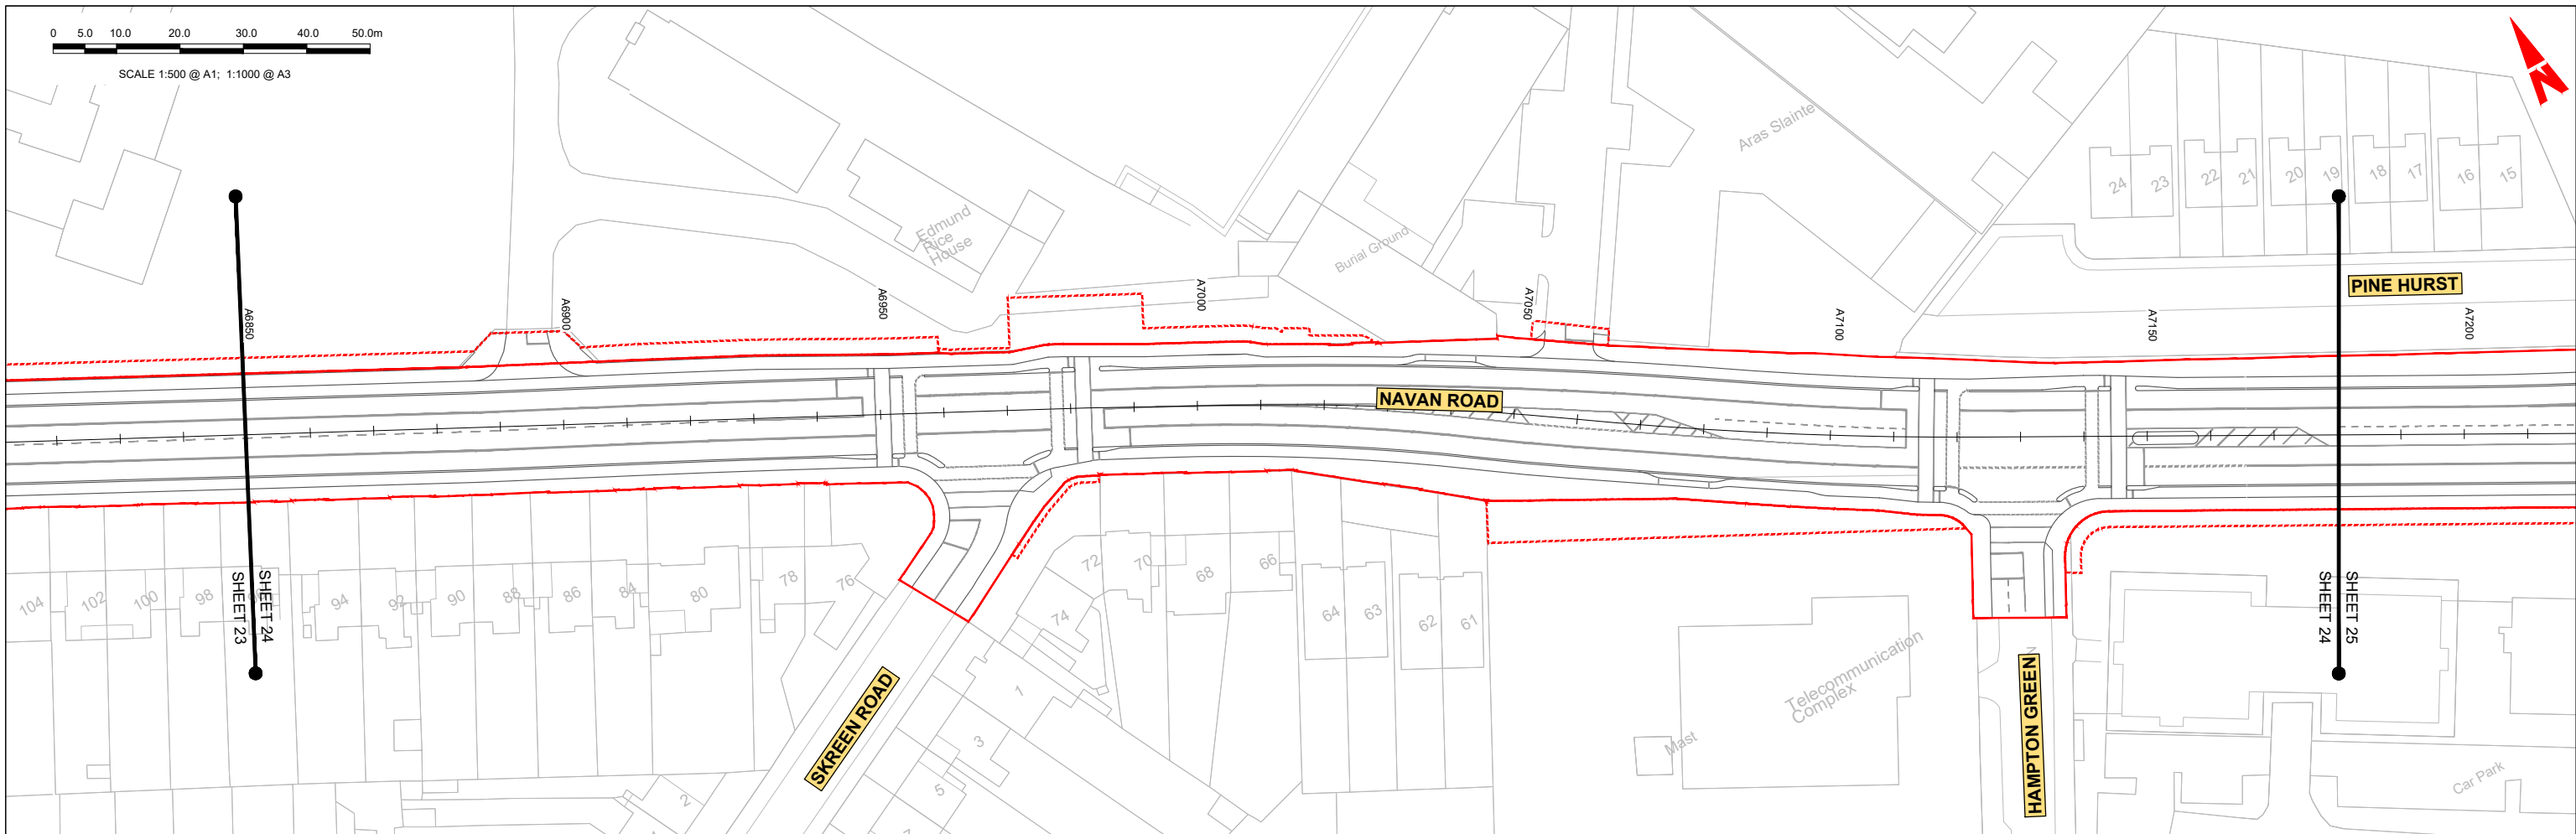 0 5.0 10.0 20.0 30.0 40.0 50.0m
SCALE 1:500 @ A1; 1:1000 @ A3
N
Aras Slainte
24 23 22 21 20 19 18 17 16 15
Edmund
Rice
House
Burial Ground
PINE HURST
A6850
A6900
A6950
A7000
A7050
A7100
A7150
A7200
NAVAN ROAD
SHEET 24
SHEET 23
SHEET 25
SHEET 24
104 102 100 98 94 92 90 88 86 84 80 78 76
72 70 68 66
74
64 63 62 61
1
3
5
2
SKREEN ROAD
Telecommunication
Complex
Mast
HAMPTON GREEN
Car Park